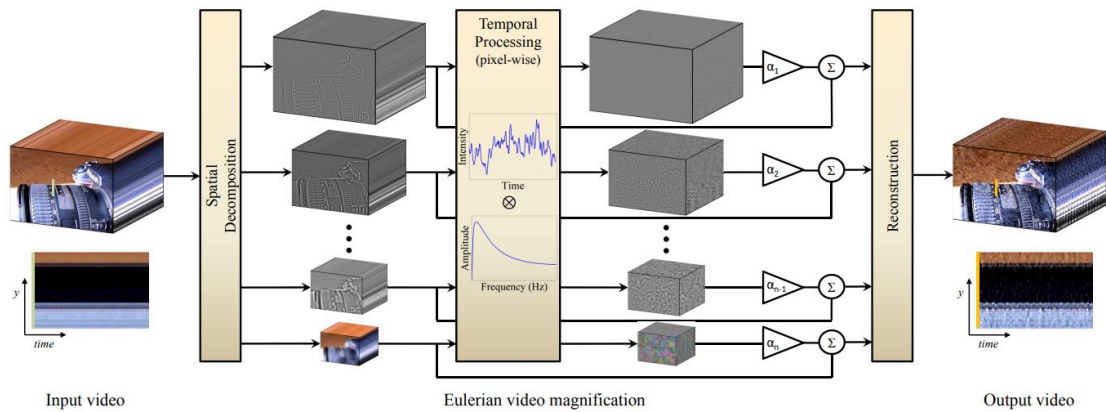 Temporal
Processing
(pixel-wise)
Spatial
Decomposition
Intensity
Time
⊗
Amplitude
Frequency (Hz)
α1
Σ
α2
Σ
αn-1
Σ
αn
Σ
Reconstruction
y
time
y
time
Input video
Eulerian video magnification
Output video